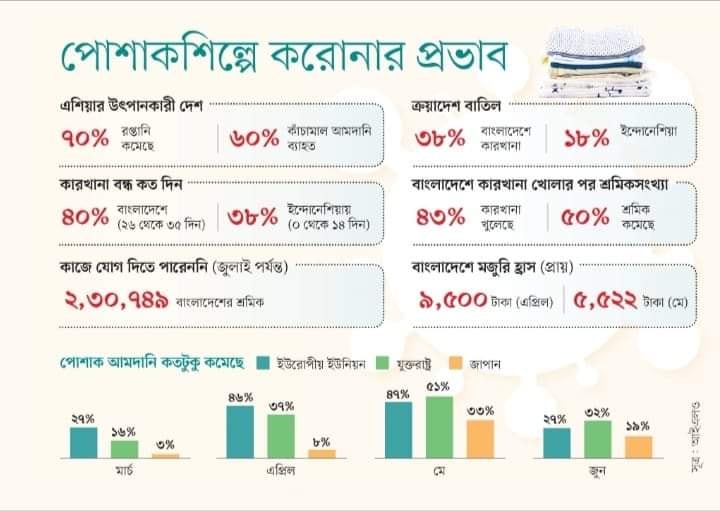 পোশাকশিল্পে করোনার প্রভাব
এশিয়ার উৎপানকারী দেশ
৭০% রপ্তানি কমেছে
৬০% কাঁচামাল আমদানি ব্যাহত
ক্রয়াদেশ বাতিল
৩৮% বাংলাদেশে কারখানা
১৮% ইন্দোনেশিয়া
কারখানা বন্ধ কত দিন
৪০% বাংলাদেশে (২৬ থেকে ৩৫ দিন)
৩৮% ইন্দোনেশিয়ায় (০ থেকে ১৪ দিন)
বাংলাদেশে কারখানা খোলার পর শ্রমিকসংখ্যা
৪৩% কারখানা খুলেছে
৫০% শ্রমিক কমেছে
কাজে যোগ দিতে পারেননি (জুলাই পর্যন্ত)
২,৩০,৭৪৯ বাংলাদেশের শ্রমিক
বাংলাদেশে মজুরি হ্রাস (প্রায়)
৯,৫০০ টাকা (এপ্রিল)
৫,৫২২ টাকা (মে)
পোশাক আমদানি কতটুকু কমেছে
ইউরোপীয় ইউনিয়ন
যুক্তরাষ্ট্র
জাপান
২৭% ১৬% ৩%
মার্চ
৪৬% ৩৭% ৮%
এপ্রিল
৪৭% ৫১% ৩৩%
মে
২৭% ৩২% ১৯%
জুন
সূত্র : আইএলও